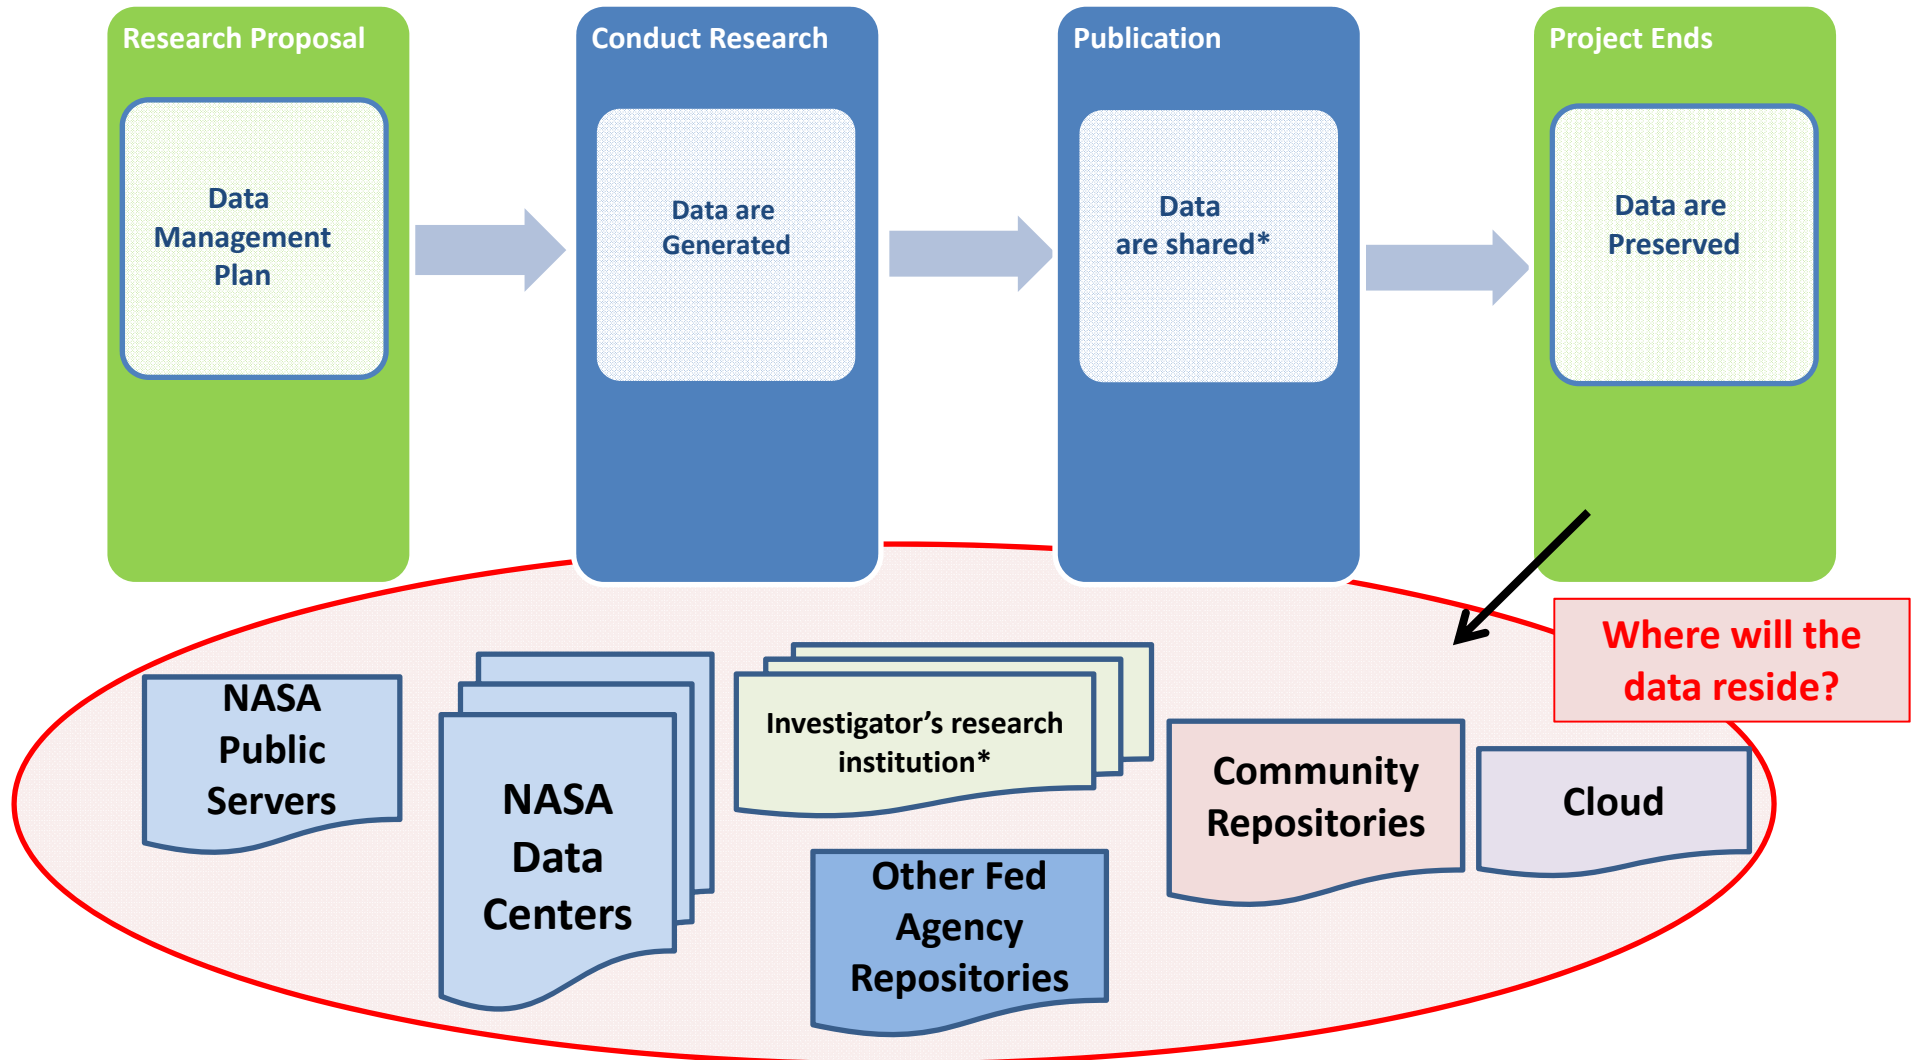 Research Proposal
Data
Management
Plan
Conduct Research
Data are
Generated
Publication
Data
are shared*
Project Ends
Data are
Preserved
Where will the
data reside?
NASA
Public
Servers
NASA
Data
Centers
Investigator’s research
institution*
Other Fed
Agency
Repositories
Community
Repositories
Cloud